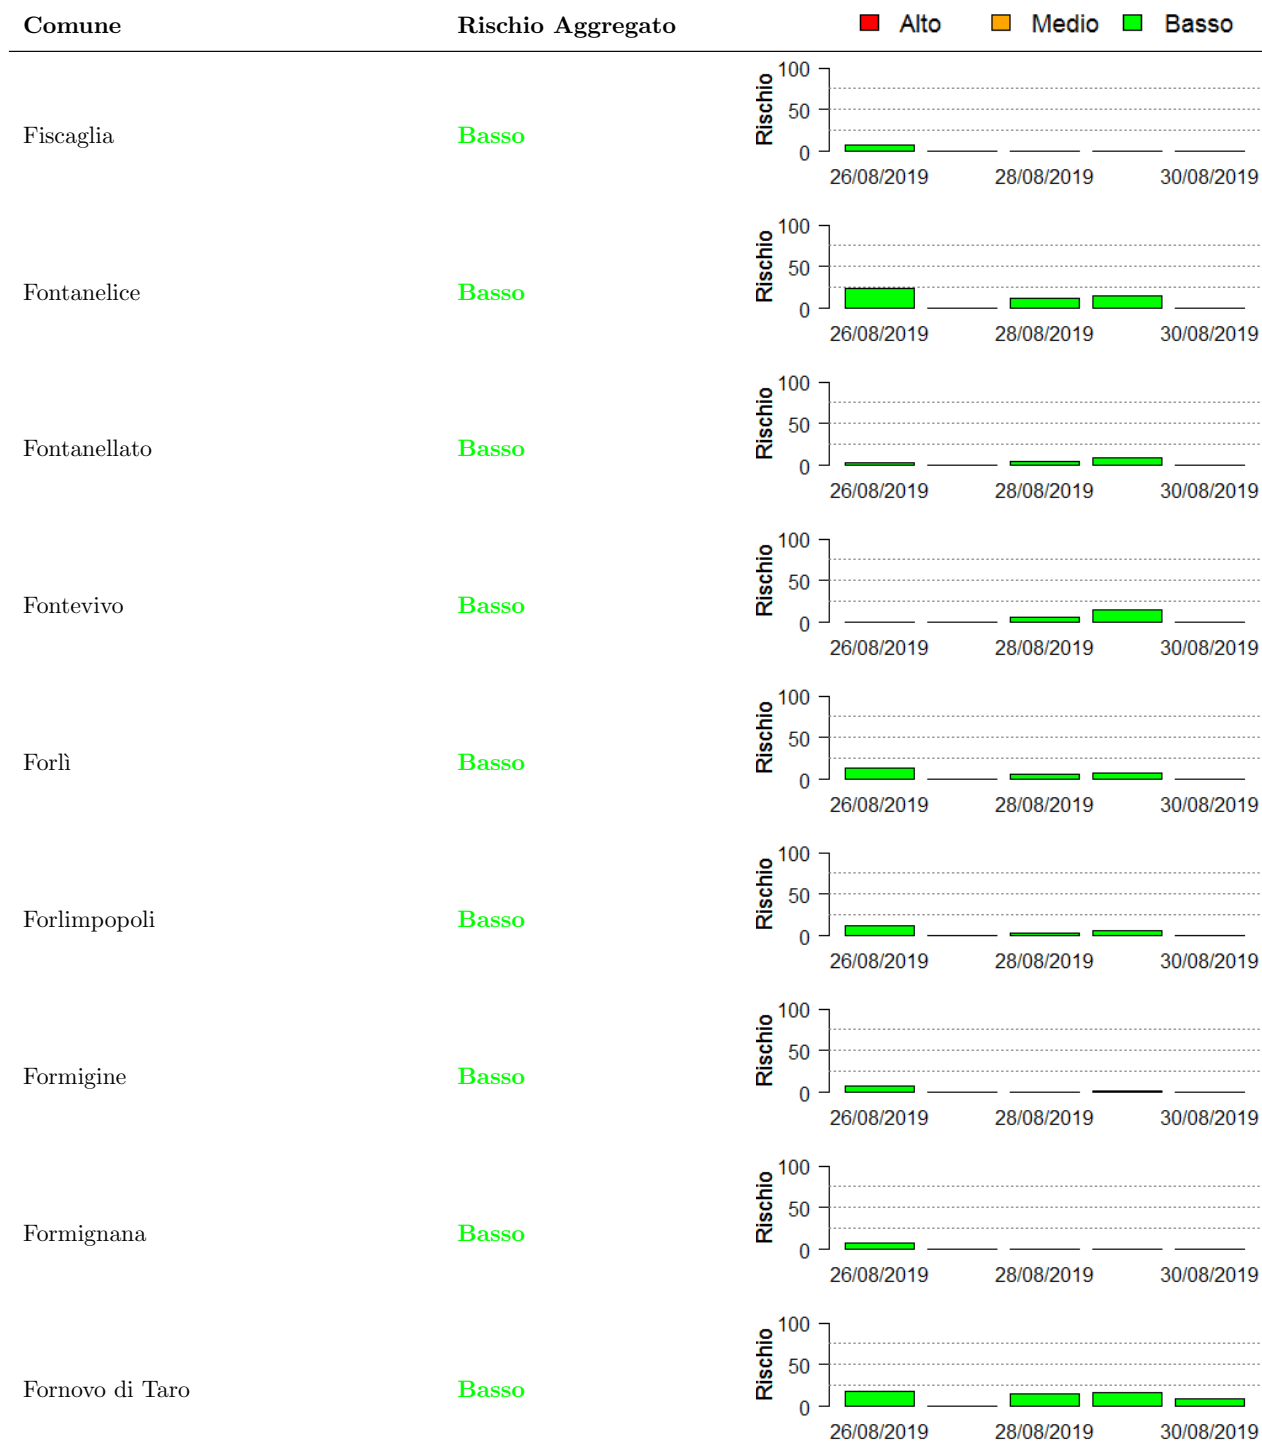 Comune Rischio Aggregato Alto Medio Basso
Fiscaglia Basso
Rischio
100
50
0
26/08/2019 28/08/2019 30/08/2019
Fontanelice Basso
Rischio
100
50
0
26/08/2019 28/08/2019 30/08/2019
Fontanellato Basso
Rischio
100
50
0
26/08/2019 28/08/2019 30/08/2019
Fontevivo Basso
Rischio
100
50
0
26/08/2019 28/08/2019 30/08/2019
Forlì Basso
Rischio
100
50
0
26/08/2019 28/08/2019 30/08/2019
Forlimpopoli Basso
Rischio
100
50
0
26/08/2019 28/08/2019 30/08/2019
Formigine Basso
Rischio
100
50
0
26/08/2019 28/08/2019 30/08/2019
Formignana Basso
Rischio
100
50
0
26/08/2019 28/08/2019 30/08/2019
Fornovo di Taro Basso
Rischio
100
50
0
26/08/2019 28/08/2019 30/08/2019